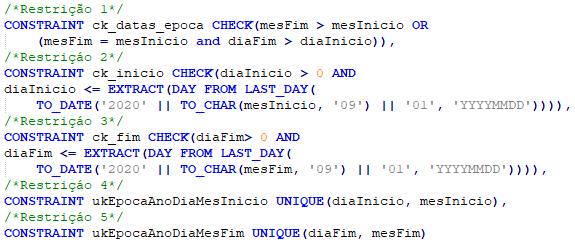 /*Restrição 1*/
CONSTRAINT ck_datas_epoca CHECK(mesFim > mesInicio OR
(mesFim = mesInicio and diaFim > diaInicio)),
/*Restrição 2*/
CONSTRAINT ck_inicio CHECK(diaInicio > 0 AND
diaInicio <= EXTRACT(DAY FROM LAST_DAY(
TO_DATE('2020' || TO_CHAR(mesInicio, '09') || '01', 'YYYYMMDD')))),
/*Restrição 3*/
CONSTRAINT ck_fim CHECK(diaFim> 0 AND
diaFim <= EXTRACT(DAY FROM LAST_DAY(
TO_DATE('2020' || TO_CHAR(mesFim, '09') || '01', 'YYYYMMDD')))),
/*Restrição 4*/
CONSTRAINT ukEpocaAnoDiaMesInicio UNIQUE(diaInicio, mesInicio),
/*Restrição 5*/
CONSTRAINT ukEpocaAnoDiaMesFim UNIQUE(diaFim, mesFim)